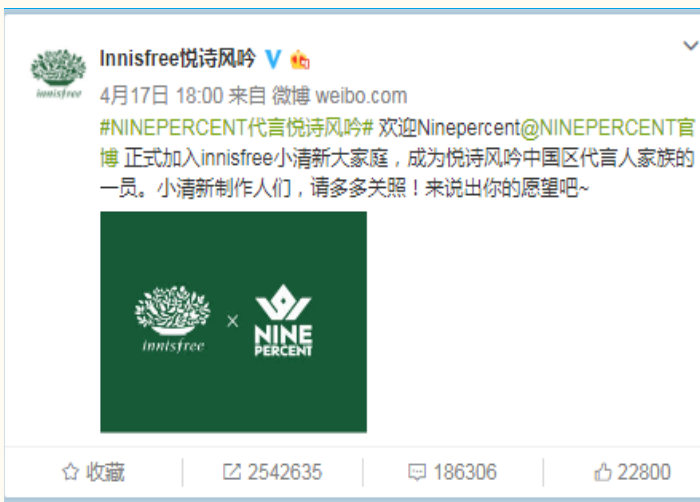 Innisfree悦诗风吟
innisfree
4月17日 18:00 来自 微博 weibo.com
#NINEPERCENT代言悦诗风吟# 欢迎Ninepercent@NINEPERCENT官
博 正式加入innisfree小清新大家庭，成为悦诗风吟中国区代言人家族的
一员。小清新制作人们，请多多关照！来说出你的愿望吧~
innisfree
×
NINE
PERCENT
收藏
2542635
186306
22800